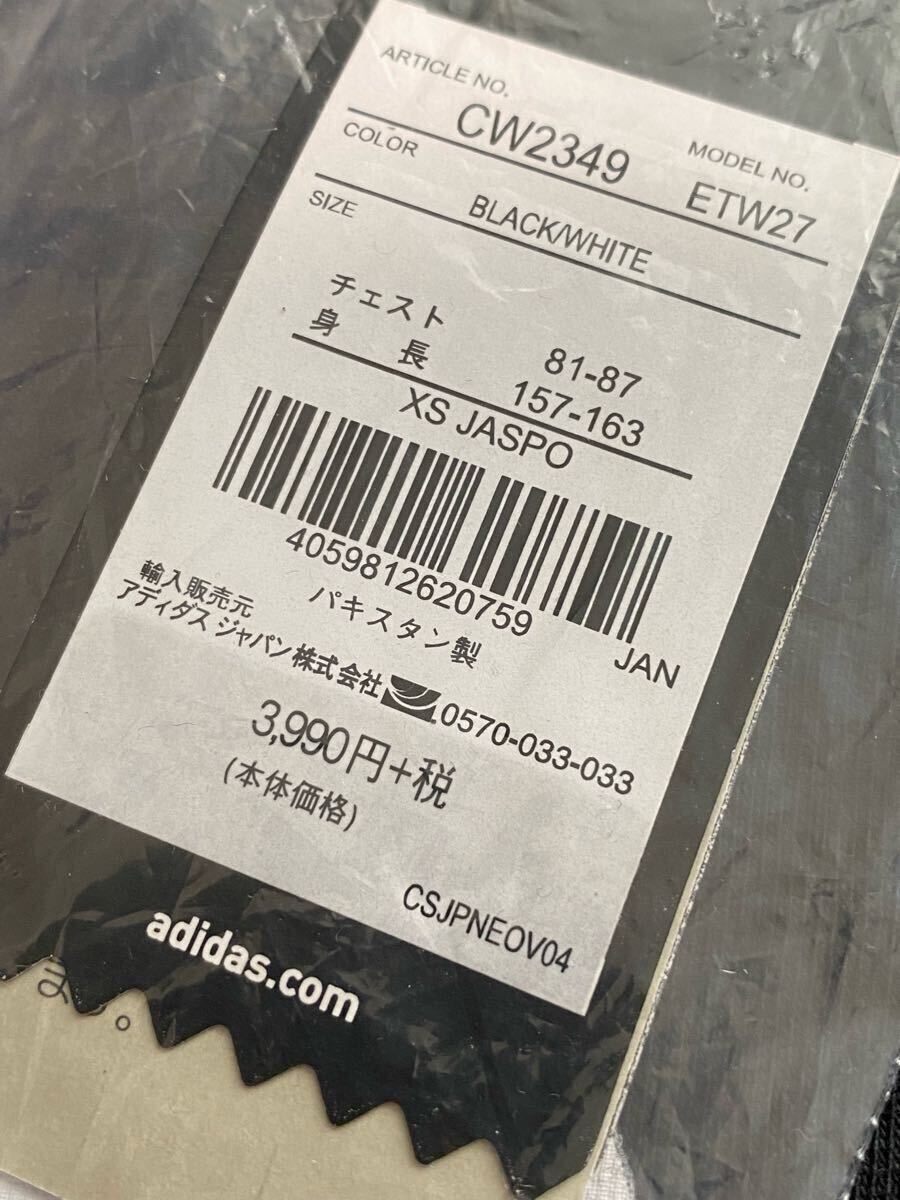 ARTICLE NO.
CW2349
MODEL NO.
ETW27
COLOR
BLACK/WHITE
SIZE
チェスト 81-87
身長 157-163
XS JASPO
4059812620759
JAN
パキスタン製
輸入販売元
アディダス ジャパン株式会社 0570-033-033
3,990円+税
(本体価格)
CSJPNEOV04
adidas.com
ま。